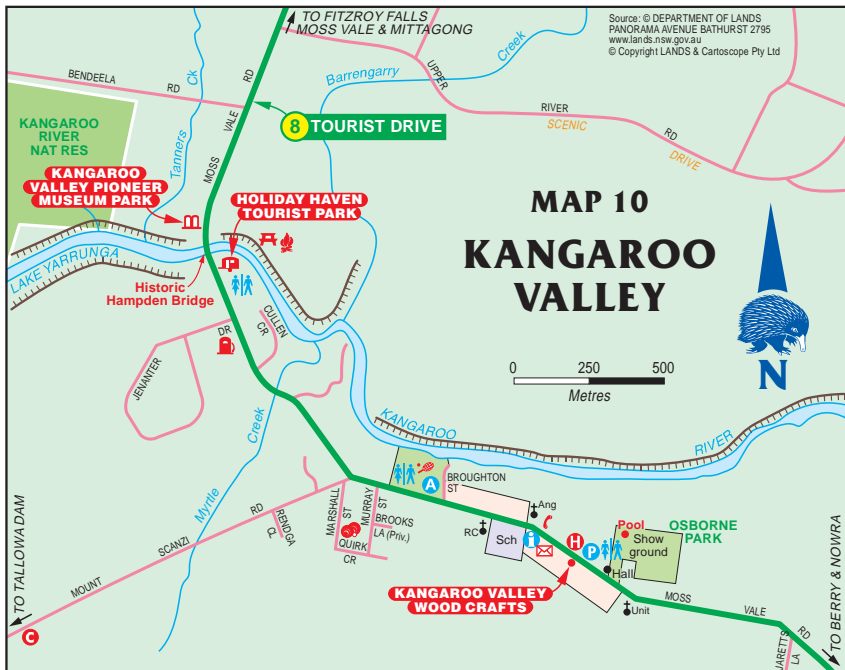 TO FITZROY FALLS
MOSS VALE & MITTAGONG
Source: © DEPARTMENT OF LANDS
PANORAMA AVENUE BATHURST 2795
www.lands.nsw.gov.au
© Copyright LANDS & Cartoscope Pty Ltd
BENDEELA RD
Tanners Ck
MOSS VALE RD
Barrengarry Creek
UPPER RIVER RD
SCENIC DRIVE
8 TOURIST DRIVE
KANGAROO
RIVER
NAT RES
KANGAROO
VALLEY PIONEER
MUSEUM PARK
HOLIDAY HAVEN
TOURIST PARK
MAP 10
KANGAROO
VALLEY
LAKE YARRUNGA
Historic
Hampden Bridge
CULLEN CR
JENANTER DR
N
0 250 500
Metres
KANGAROO RIVER
Myrtle Creek
A
BROUGHTON
ST
MOUNT SCANZI RD
RENDIGA CL
MARSHALL ST
MURRAY ST
BROOKS
LA (Priv.)
QUIRK
CR
Ang
RC
Sch
i
H
P
Pool
Show
ground
OSBORNE
PARK
Hall
KANGAROO VALLEY
WOOD CRAFTS
Unit
MOSS VALE RD
JARETTS LA
TO TALLOWA DAM
C
TO BERRY & NOWRA